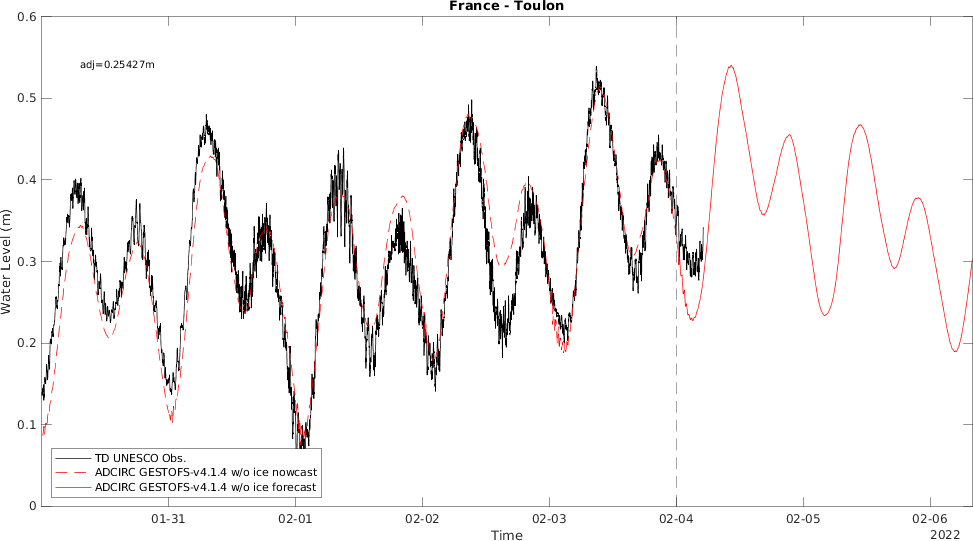 France - Toulon
0.6
adj=0.25427m
0.5
0.4
0.3
Water Level (m)
0.2
0.1
TD UNESCO Obs.
ADCIRC GESTOFS-v4.1.4 w/o ice nowcast
ADCIRC GESTOFS-v4.1.4 w/o ice forecast
0
01-31 02-01 02-02 02-03 02-04 02-05 02-06
Time 2022